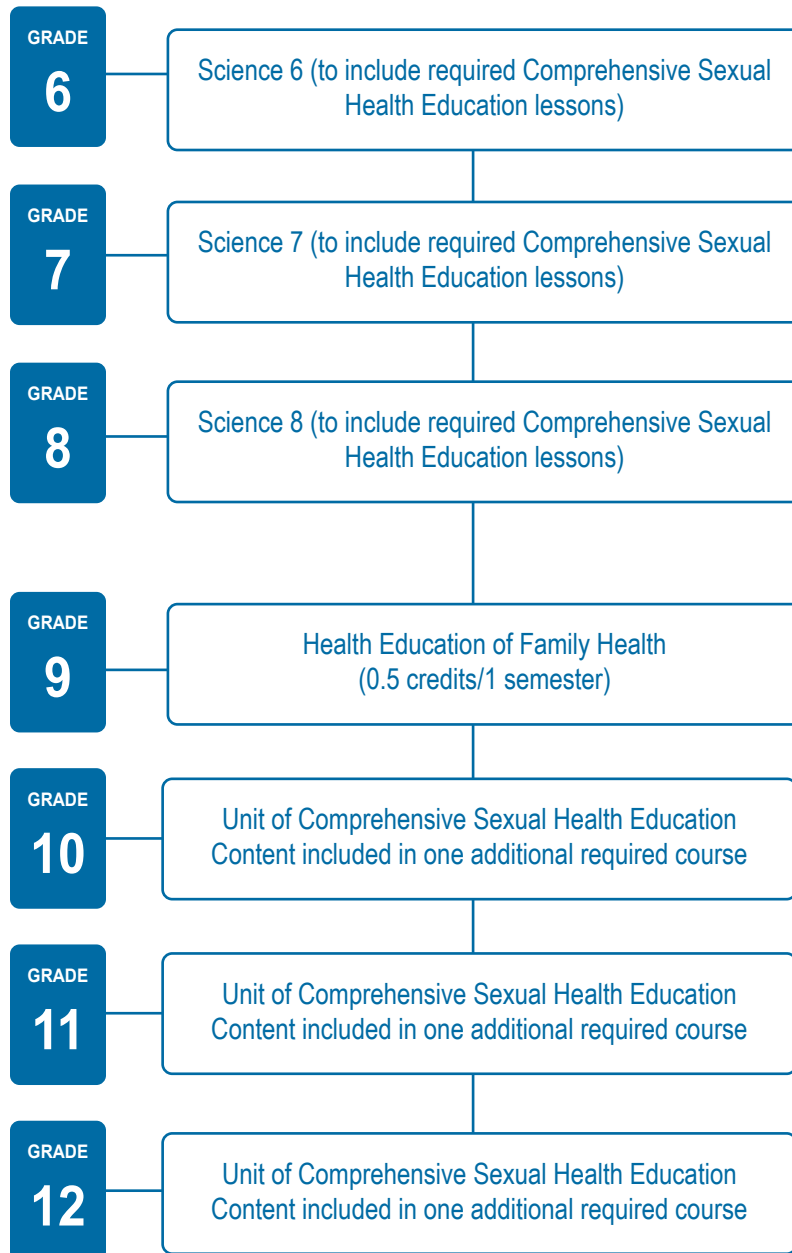 GRADE
6
Science 6 (to include required Comprehensive Sexual
Health Education lessons)
GRADE
7
Science 7 (to include required Comprehensive Sexual
Health Education lessons)
GRADE
8
Science 8 (to include required Comprehensive Sexual
Health Education lessons)
GRADE
9
Health Education of Family Health
(0.5 credits/1 semester)
GRADE
10
Unit of Comprehensive Sexual Health Education
Content included in one additional required course
GRADE
11
Unit of Comprehensive Sexual Health Education
Content included in one additional required course
GRADE
12
Unit of Comprehensive Sexual Health Education
Content included in one additional required course